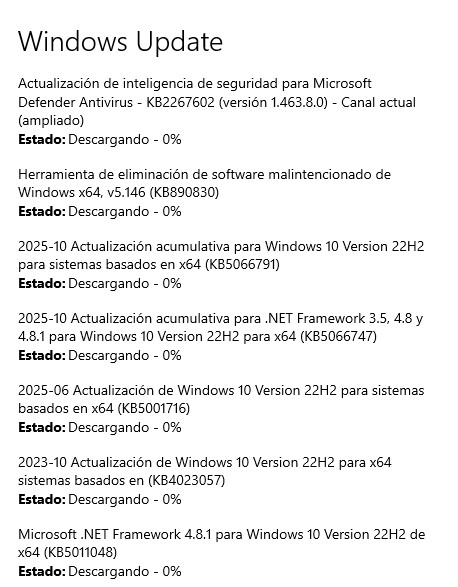 Windows Update
Actualización de inteligencia de seguridad para Microsoft
Defender Antivirus - KB2267602 (versión 1.463.8.0) - Canal actual
(ampliado)
Estado: Descargando - 0%
Herramienta de eliminación de software malintencionado de
Windows x64, v5.146 (KB890830)
Estado: Descargando - 0%
2025-10 Actualización acumulativa para Windows 10 Version 22H2
para sistemas basados en x64 (KB5066791)
Estado: Descargando - 0%
2025-10 Actualización acumulativa para .NET Framework 3.5, 4.8 y
4.8.1 para Windows 10 Version 22H2 para x64 (KB5066747)
Estado: Descargando - 0%
2025-06 Actualización de Windows 10 Version 22H2 para sistemas
basados en x64 (KB5001716)
Estado: Descargando - 0%
2023-10 Actualización de Windows 10 Version 22H2 para x64
sistemas basados en (KB4023057)
Estado: Descargando - 0%
Microsoft .NET Framework 4.8.1 para Windows 10 Version 22H2 de
x64 (KB5011048)
Estado: Descargando - 0%